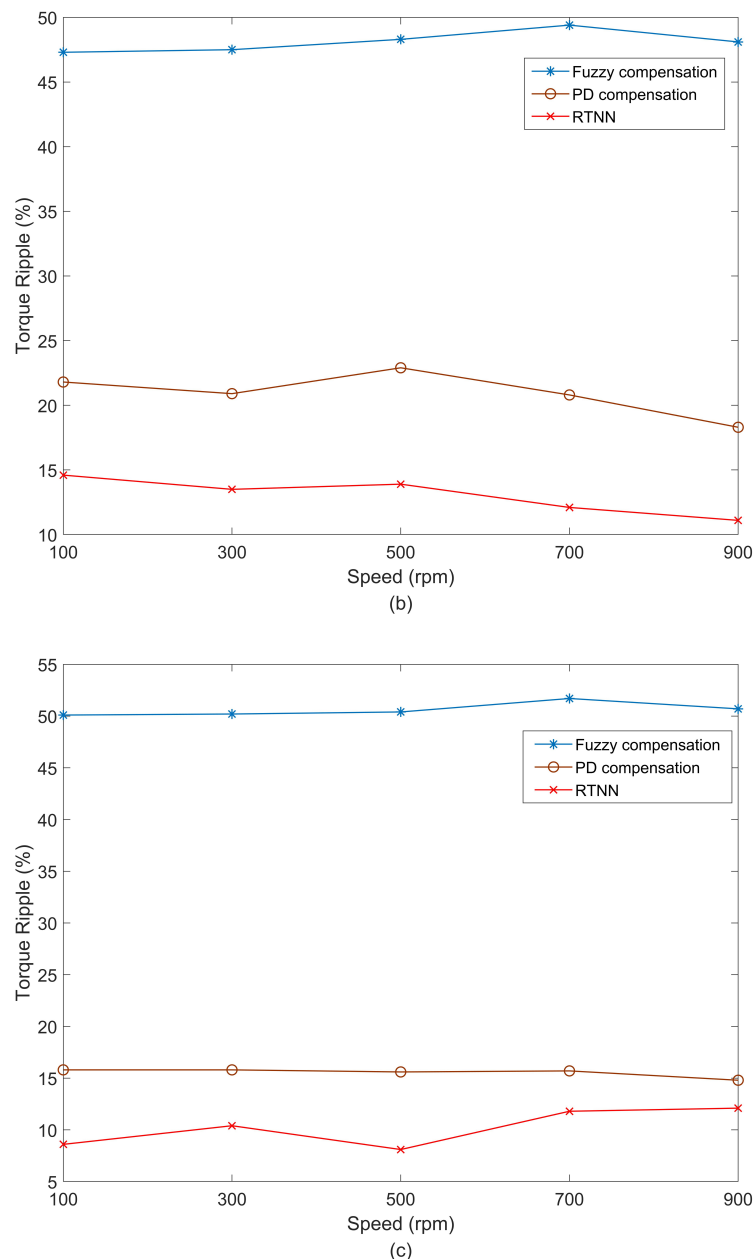 50
45
40
35
30
25
20
15
10
Torque Ripple (%)
Fuzzy compensation
PD compensation
RTNN
100 300 500 700 900
Speed (rpm)
(b)
55
50
45
40
35
30
25
20
15
10
5
Torque Ripple (%)
Fuzzy compensation
PD compensation
RTNN
100 300 500 700 900
Speed (rpm)
(c)